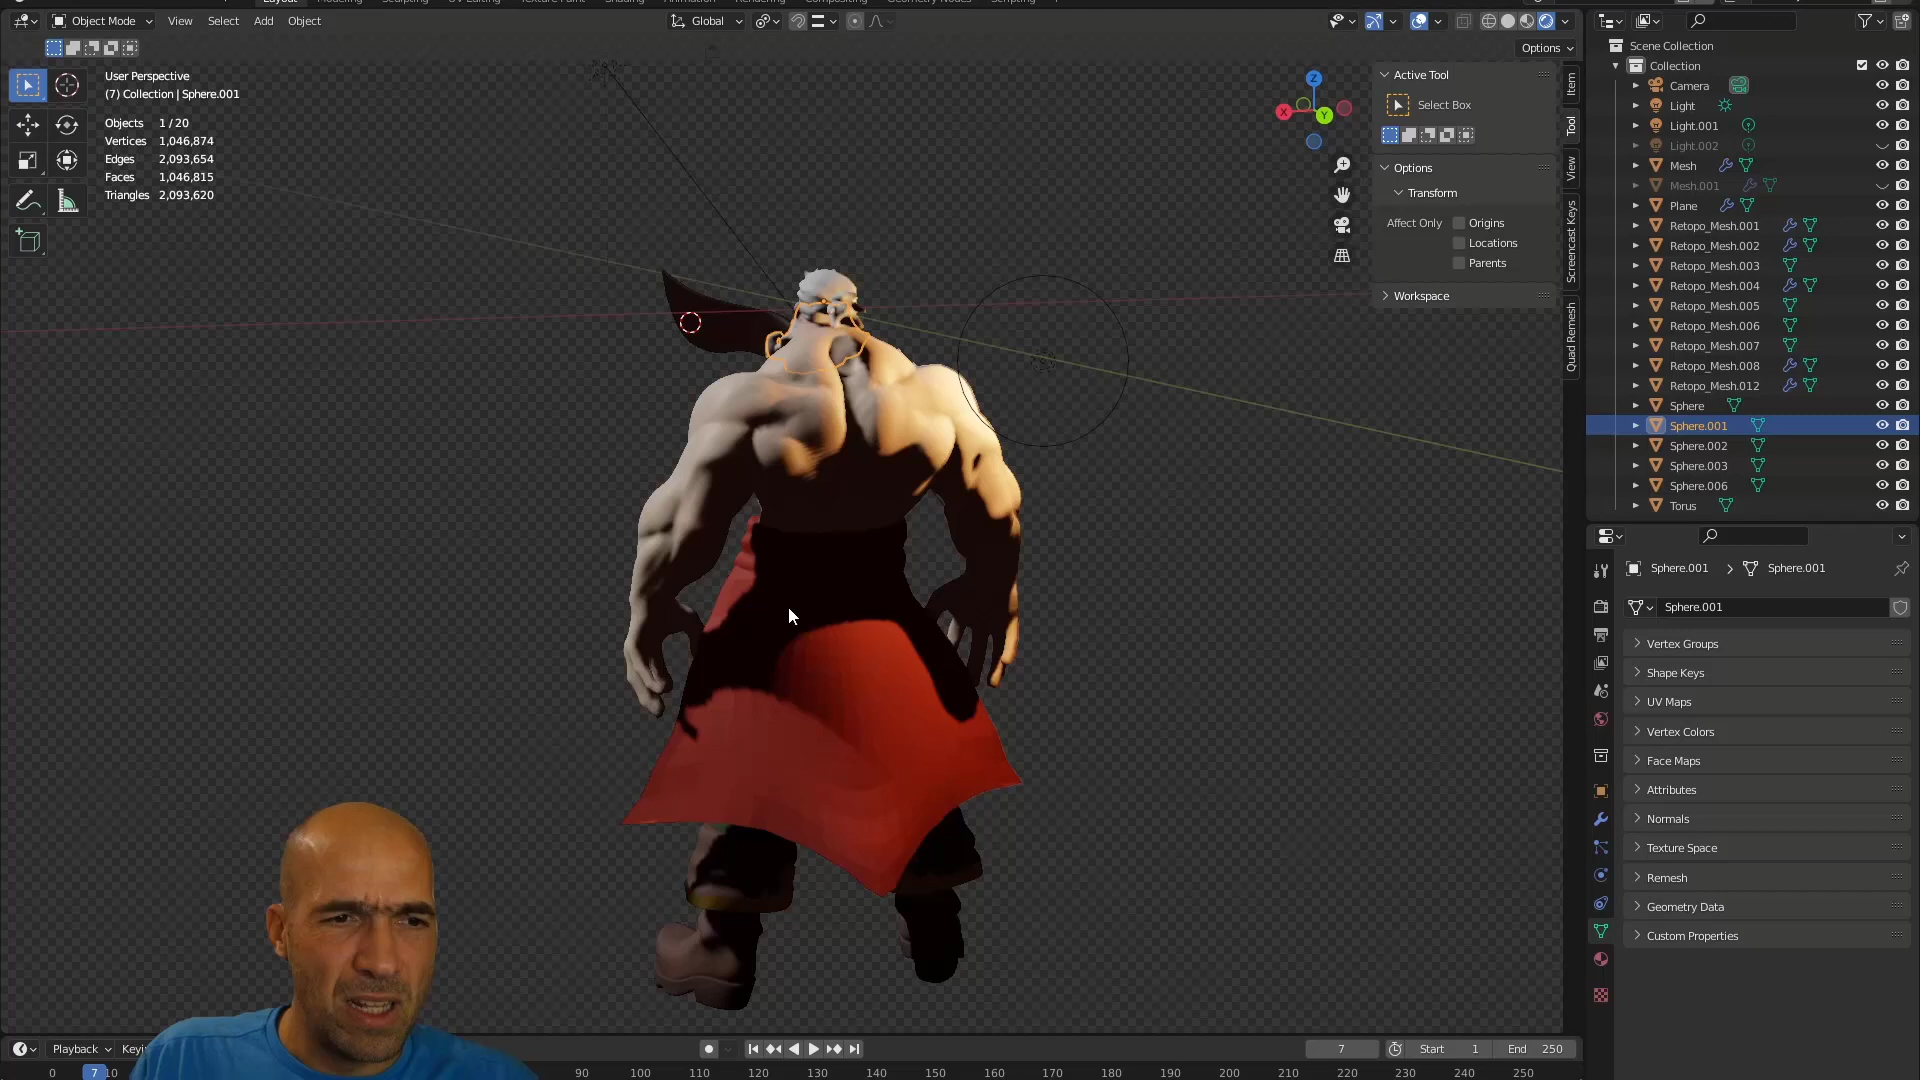 Layout
Object Mode
View
Select
Add
Object
Global
Options
User Perspective
(7) Collection | Sphere.001
Objects 1 / 20
Vertices 1,046,874
Edges 2,093,654
Faces 1,046,815
Triangles 2,093,620
Z
X
Y
Active Tool
Select Box
Options
Transform
Affect Only
Origins
Locations
Parents
Workspace
Item
Tool
View
Screencast Keys
Quad Remesh
Scene Collection
Collection
Camera
Light
Light.001
Light.002
Mesh
Mesh.001
Plane
Retopo_Mesh.001
Retopo_Mesh.002
Retopo_Mesh.003
Retopo_Mesh.004
Retopo_Mesh.005
Retopo_Mesh.006
Retopo_Mesh.007
Retopo_Mesh.008
Retopo_Mesh.012
Sphere
Sphere.001
Sphere.002
Sphere.003
Sphere.006
Torus
Sphere.001 > Sphere.001
Sphere.001
Vertex Groups
Shape Keys
UV Maps
Vertex Colors
Face Maps
Attributes
Normals
Texture Space
Remesh
Geometry Data
Custom Properties
Playback
Keyi
7
Start 1
End 250
0 7 10 90 100 110 120 130 140 150 160 170 180 190 200 210 220 230 240 250